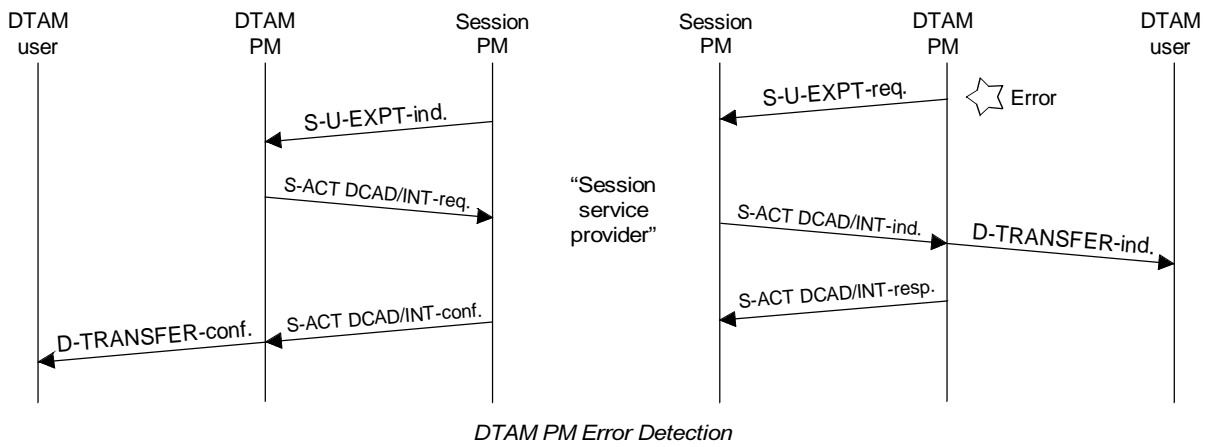 DTAM
user
DTAM
PM
Session
PM
Session
PM
DTAM
PM
DTAM
user
S-U-EXPT-req.
Error
S-U-EXPT-ind.
S-ACT DCAD/INT-req.
“Session
service
provider”
S-ACT DCAD/INT-ind.
D-TRANSFER-ind.
S-ACT DCAD/INT-resp.
S-ACT DCAD/INT-conf.
D-TRANSFER-conf.
DTAM PM Error Detection